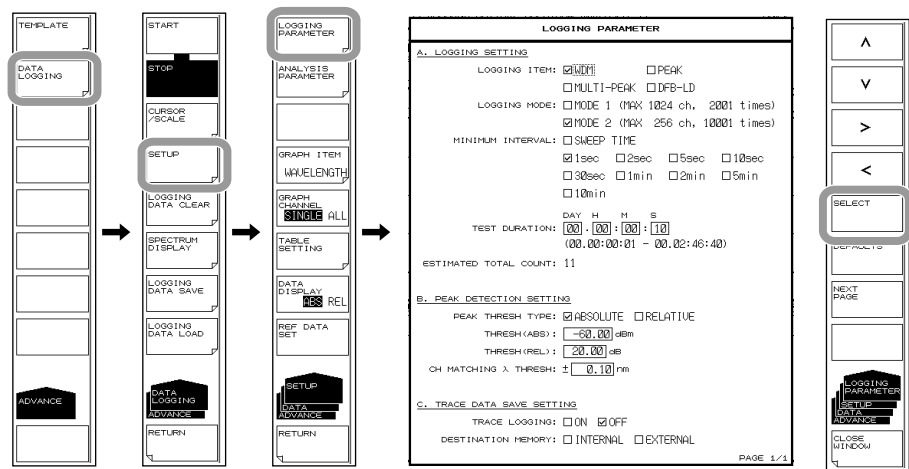 TEMPLATE
DATA
LOGGING
ADVANCE
START
STOP
CURSOR
/SCALE
SETUP
LOGGING
DATA CLEAR
SPECTRUM
DISPLAY
LOGGING
DATA SAVE
LOGGING
DATA LOAD
DATA
LOGGING
ADVANCE
RETURN
LOGGING
PARAMETER
ANALYSIS
PARAMETER
GRAPH ITEM
WAVELENGTH
GRAPH
CHANNEL
SINGLE ALL
TABLE
SETTING
DATA
DISPLAY
ABS REL
REF DATA
SET
SETUP
DATA
ADVANCE
RETURN
LOGGING PARAMETER
A. LOGGING SETTING
LOGGING ITEM: ☑WDM ☐PEAK
☐MULTI-PEAK ☐DFB-LD
LOGGING MODE: ☐MODE 1 (MAX 1024 ch, 2001 times)
☑MODE 2 (MAX 256 ch, 10001 times)
MINIMUM INTERVAL: ☐SWEEP TIME
☑1sec ☐2sec ☐5sec ☐10sec
☐30sec ☐1min ☐2min ☐5min
☐10min
DAY H M S
TEST DURATION: 00.00:00:10
(00.00:00:01 - 00.02:46:40)
ESTIMATED TOTAL COUNT: 11
B. PEAK DETECTION SETTING
PEAK THRESH TYPE: ☑ABSOLUTE ☐RELATIVE
THRESH(ABS): -60.00 dBm
THRESH(REL): 20.00 dB
CH MATCHING λ THRESH: ± 0.10 nm
C. TRACE DATA SAVE SETTING
TRACE LOGGING: ☐ON ☑OFF
DESTINATION MEMORY: ☐INTERNAL ☐EXTERNAL
PAGE 1/1
SELECT
DEFAULTS
NEXT
PAGE
LOGGING
PARAMETER
SETUP
DATA
ADVANCE
CLOSE
WINDOW